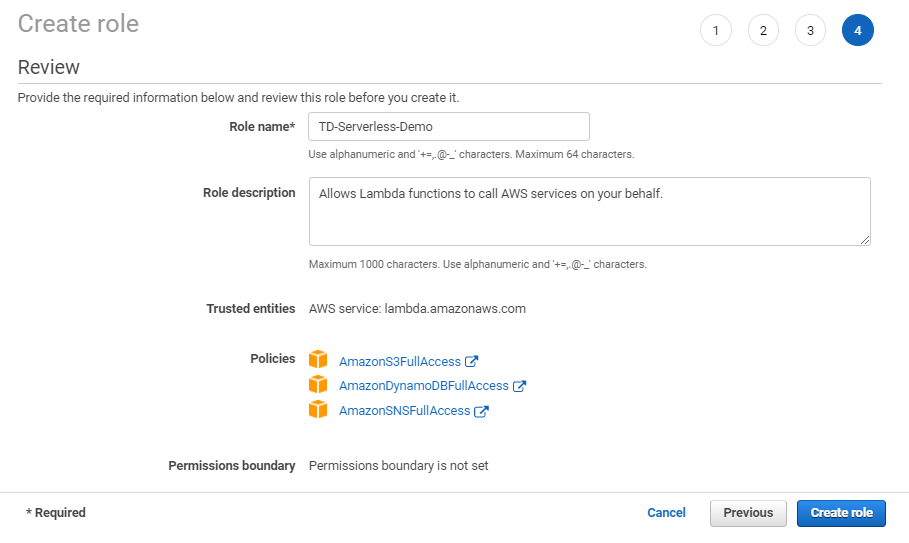 Create role
1 2 3 4
Review
Provide the required information below and review this role before you create it.
Role name* TD-Serverless-Demo
Use alphanumeric and '+=,.@-_' characters. Maximum 64 characters.
Role description Allows Lambda functions to call AWS services on your behalf.
Maximum 1000 characters. Use alphanumeric and '+=,.@-_' characters.
Trusted entities AWS service: lambda.amazonaws.com
Policies AmazonS3FullAccess
AmazonDynamoDBFullAccess
AmazonSNSFullAccess
Permissions boundary Permissions boundary is not set
* Required Cancel Previous Create role